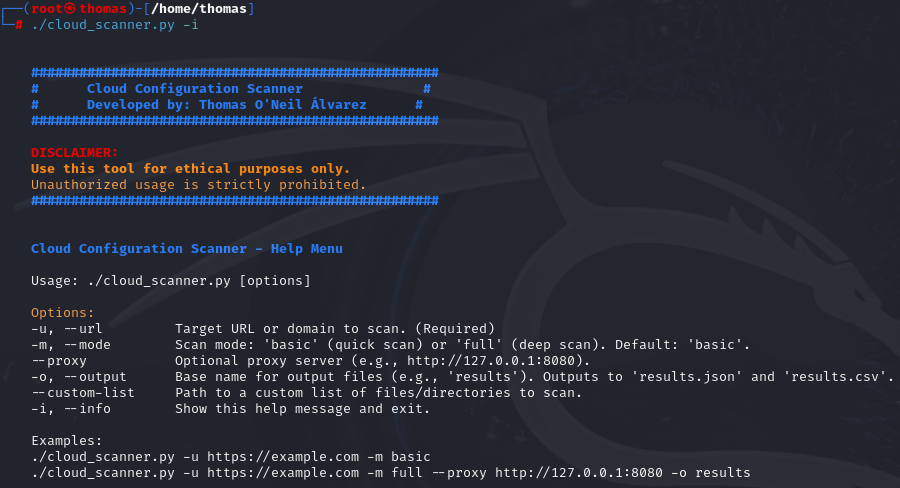 (root㉿thomas)-[/home/thomas]
# ./cloud_scanner.py -i
###################################################
#      Cloud Configuration Scanner               #
#      Developed by: Thomas O'Neil Álvarez      #
###################################################
DISCLAIMER:
Use this tool for ethical purposes only.
Unauthorized usage is strictly prohibited.
###################################################
Cloud Configuration Scanner - Help Menu
Usage: ./cloud_scanner.py [options]
Options:
-u, --url         Target URL or domain to scan. (Required)
-m, --mode        Scan mode: 'basic' (quick scan) or 'full' (deep scan). Default: 'basic'.
--proxy           Optional proxy server (e.g., http://127.0.0.1:8080).
-o, --output      Base name for output files (e.g., 'results'). Outputs to 'results.json' and 'results.csv'.
--custom-list     Path to a custom list of files/directories to scan.
-i, --info        Show this help message and exit.
Examples:
./cloud_scanner.py -u https://example.com -m basic
./cloud_scanner.py -u https://example.com -m full --proxy http://127.0.0.1:8080 -o results